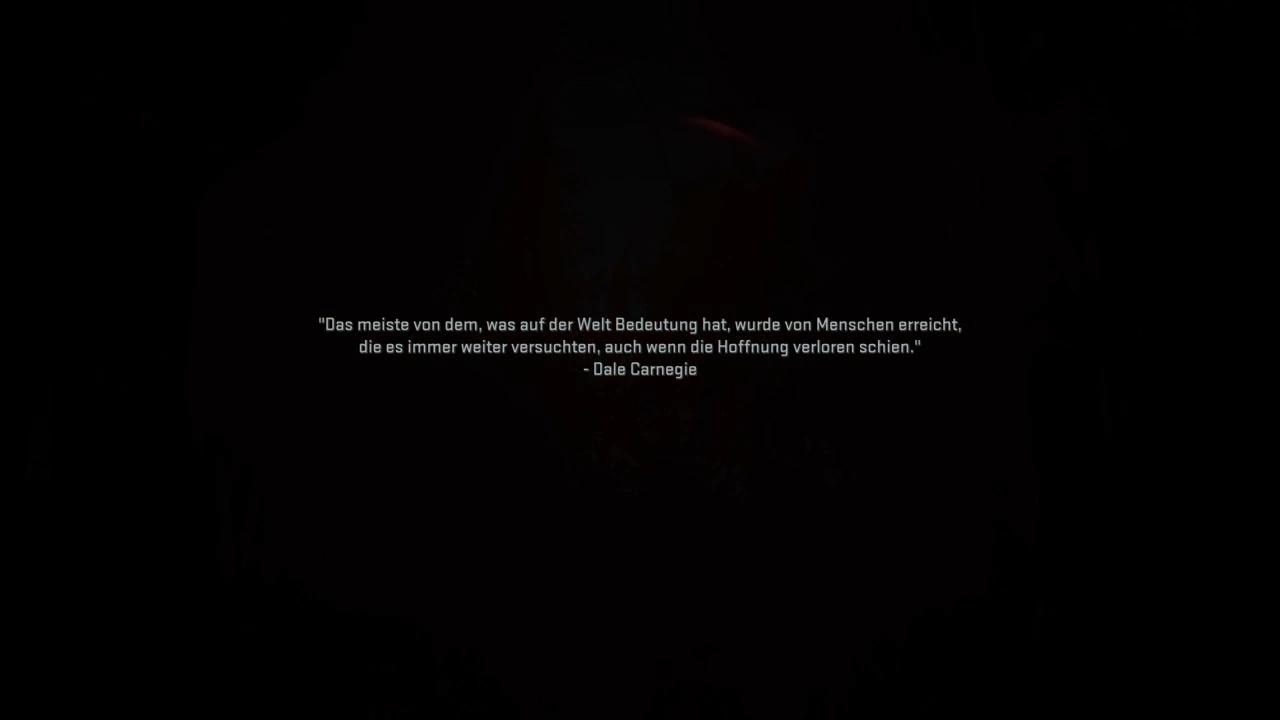 "Das meiste von dem, was auf der Welt Bedeutung hat, wurde von Menschen erreicht,
die es immer weiter versuchten, auch wenn die Hoffnung verloren schien."
- Dale Carnegie